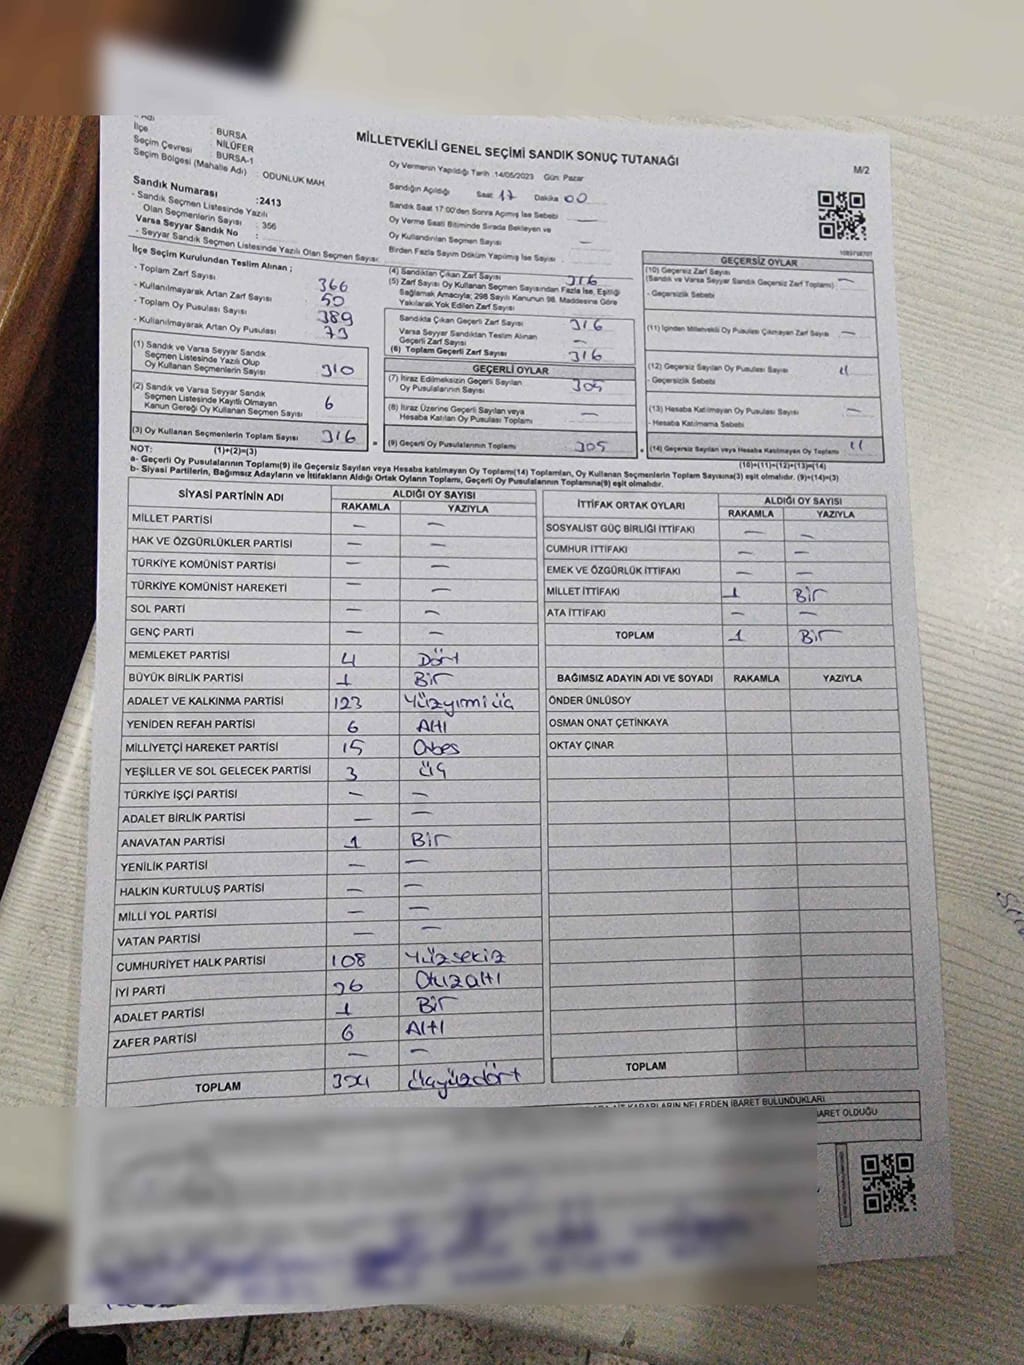 İlçe : BURSA
Seçim Çevresi : NİLÜFER
Seçim Bölgesi (Mahalle Adı) : BURSA-1
ODUNLUK MAH.
MİLLETVEKİLİ GENEL SEÇİMİ SANDIK SONUÇ TUTANAĞI
M/2
Oy Vermenin Yapıldığı Tarih :14/05/2023 Gün: Pazar
Sandığın Açıldığı Saat 17 Dakika 00
Sandık Saat 17:00'den Sonra Açılmış İse Sebebi —
Oy Verme Saati Bitiminde Sırada Bekleyen ve
Oy Kullandırılan Seçmen Sayısı —
Birden Fazla Sayım Döküm Yapılmış İse Sayısı
Sandık Numarası :2413
- Sandık Seçmen Listesinde Yazılı
Olan Seçmenlerin Sayısı : 356
Varsa Seyyar Sandık No :
- Seyyar Sandık Seçmen Listesinde Yazılı Olan Seçmen Sayısı:
İlçe Seçim Kurulundan Teslim Alınan ;
- Toplam Zarf Sayısı 366
- Kullanılmayarak Artan Zarf Sayısı 50
- Toplam Oy Pusulası Sayısı 389
- Kullanılmayarak Artan Oy Pusulası 73
(1) Sandık ve Varsa Seyyar Sandık
Seçmen Listesinde Yazılı Olup
Oy Kullanan Seçmenlerin Sayısı 310
(2) Sandık ve Varsa Seyyar Sandık
Seçmen Listesinde Kayıtlı Olmayan
Kanun Gereği Oy Kullanan Seçmen Sayısı 6
(3) Oy Kullanan Seçmenlerin Toplam Sayısı 316
(4) Sandıktan Çıkan Zarf Sayısı 316
(5) Zarf Sayısı Oy Kullanan Seçmen Sayısından Fazla İse, Eşitliği
Sağlamak Amacıyla; 298 Sayılı Kanunun 98. Maddesine Göre
Yakılarak Yok Edilen Zarf Sayısı
Sandıkta Çıkan Geçerli Zarf Sayısı 316
Varsa Seyyar Sandıktan Teslim Alınan
Geçerli Zarf Sayısı —
(6) Toplam Geçerli Zarf Sayısı 316
GEÇERLİ OYLAR
(7) İtiraz Edilmeksizin Geçerli Sayılan
Oy Pusulalarının Sayısı 305
(8) İtiraz Üzerine Geçerli Sayılan veya
Hesaba Katılan Oy Pusulası Toplamı —
(9) Geçerli Oy Pusulalarının Toplamı 305
GEÇERSİZ OYLAR
(10) Geçersiz Zarf Sayısı
(Sandık ve Varsa Seyyar Sandık Geçersiz Zarf Toplamı) —
- Geçersizlik Sebebi
(11) İçinden Milletvekili Oy Pusulası Çıkmayan Zarf Sayısı —
(12) Geçersiz Sayılan Oy Pusulası Sayısı 11
- Geçersizlik Sebebi
(13) Hesaba Katılmayan Oy Pusulası Sayısı —
- Hesaba Katılmama Sebebi
(14) Geçersiz Sayılan veya Hesaba Katılmayan Oy Toplamı 11
NOT: (1)+(2)=(3) (10)+(11)+(12)+(13)=(14)
a- Geçerli Oy Pusulalarının Toplamı(9) ile Geçersiz Sayılan veya Hesaba katılmayan Oy Toplamı(14) Toplamları, Oy Kullanan Seçmenlerin Toplam Sayısına(3) eşit olmalıdır. (9)+(14)=(3)
b- Siyasi Partilerin, Bağımsız Adayların ve İttifakların Aldığı Ortak Oyların Toplamı, Geçerli Oy Pusulalarının Toplamına(9) eşit olmalıdır.
SİYASİ PARTİNİN ADI ALDIĞI OY SAYISI
RAKAMLA YAZIYLA
MİLLET PARTİSİ — —
HAK VE ÖZGÜRLÜKLER PARTİSİ — —
TÜRKİYE KOMÜNİST PARTİSİ — —
TÜRKİYE KOMÜNİST HAREKETİ — —
SOL PARTİ — —
GENÇ PARTİ — —
MEMLEKET PARTİSİ 4 Dört
BÜYÜK BİRLİK PARTİSİ 1 Bir
ADALET VE KALKINMA PARTİSİ 123 Yüzyirmi üç
YENİDEN REFAH PARTİSİ 6 Altı
MİLLİYETÇİ HAREKET PARTİSİ 15 Onbeş
YEŞİLLER VE SOL GELECEK PARTİSİ 3 üç
TÜRKİYE İŞÇİ PARTİSİ — —
ADALET BİRLİK PARTİSİ — —
ANAVATAN PARTİSİ 1 Bir
YENİLİK PARTİSİ — —
HALKIN KURTULUŞ PARTİSİ — —
MİLLİ YOL PARTİSİ — —
VATAN PARTİSİ — —
CUMHURİYET HALK PARTİSİ 108 Yüzsekiz
İYİ PARTİ 36 Otuzaltı
ADALET PARTİSİ 1 Bir
ZAFER PARTİSİ 6 Altı
— —
TOPLAM 304 Üçyüzdört
İTTİFAK ORTAK OYLARI ALDIĞI OY SAYISI
RAKAMLA YAZIYLA
SOSYALİST GÜÇ BİRLİĞİ İTTİFAKI — —
CUMHUR İTTİFAKI — —
EMEK VE ÖZGÜRLÜK İTTİFAKI — —
MİLLET İTTİFAKI 1 Bir
ATA İTTİFAKI — —
TOPLAM 1 Bir
BAĞIMSIZ ADAYIN ADI VE SOYADI RAKAMLA YAZIYLA
ÖNDER ÜNLÜSOY
OSMAN ONAT ÇETİNKAYA
OKTAY ÇINAR
TOPLAM
KARARLARIN NELERDEN İBARET BULUNDUKLARI
İBARET OLDUĞU